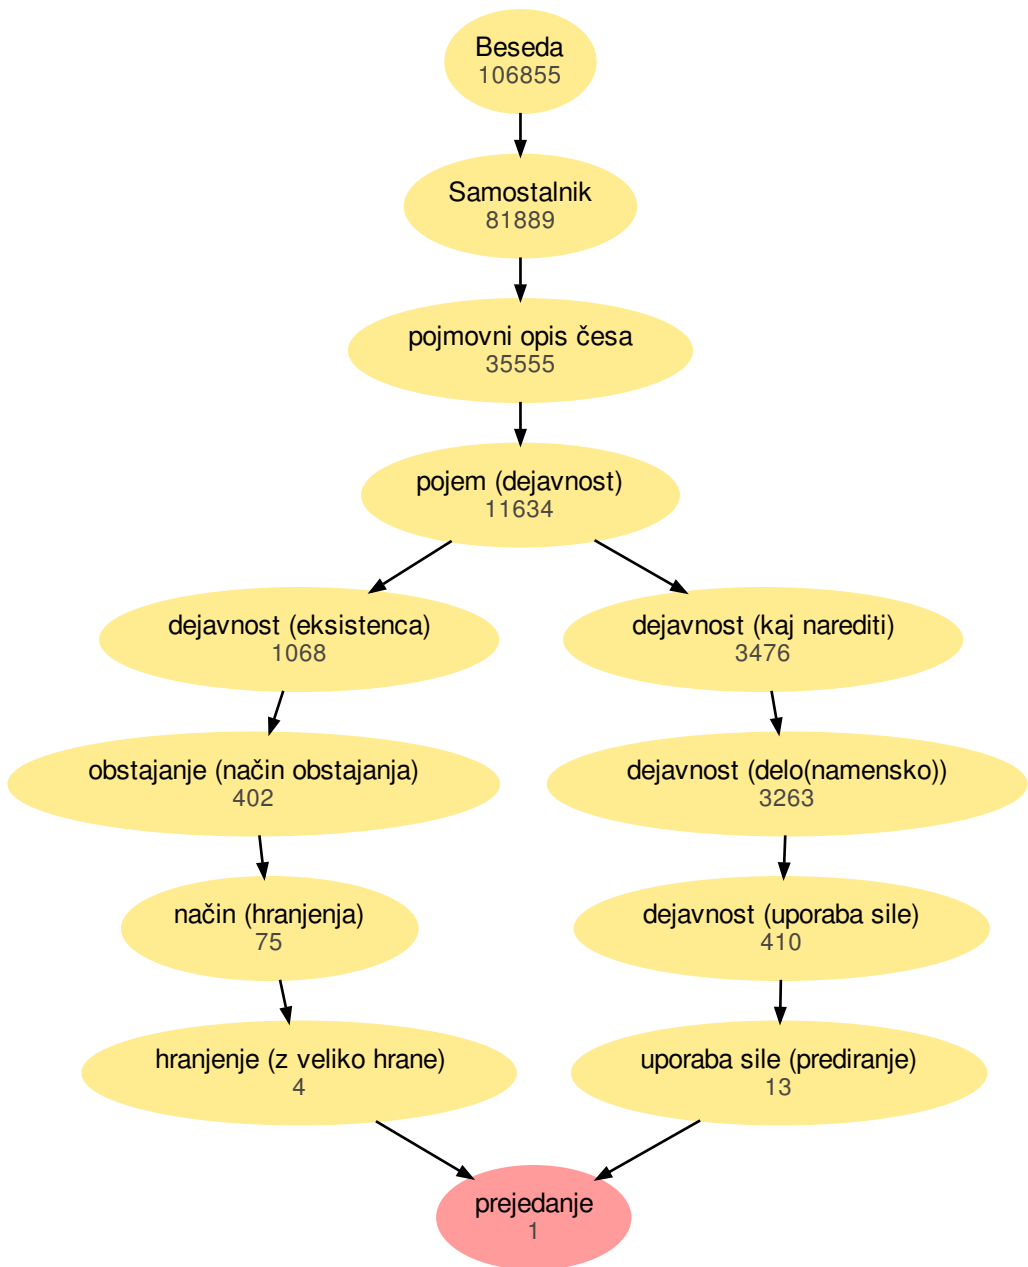 Beseda
106855
Samostalnik
81889
pojmovni opis česa
35555
pojem (dejavnost)
11634
dejavnost (eksistenca)
1068
dejavnost (kaj narediti)
3476
obstajanje (način obstajanja)
402
dejavnost (delo(namensko))
3263
način (hranjenja)
75
dejavnost (uporaba sile)
410
hranjenje (z veliko hrane)
4
uporaba sile (prediranje)
13
prejedanje
1